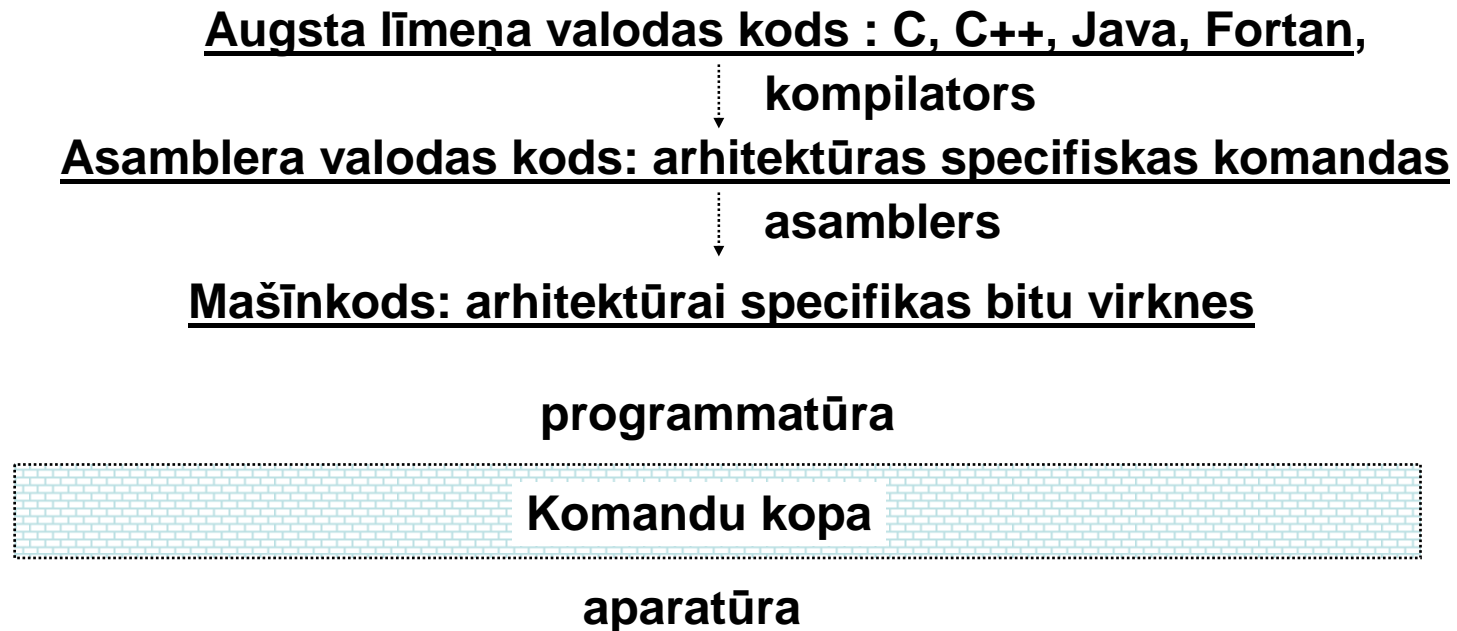 Augsta līmeņa valodas kods : C, C++, Java, Fortan,
kompilators
Asamblera valodas kods: arhitektūras specifiskas komandas
asamblers
Mašīnkods: arhitektūrai specifikas bitu virknes
programmatūra
Komandu kopa
aparatūra